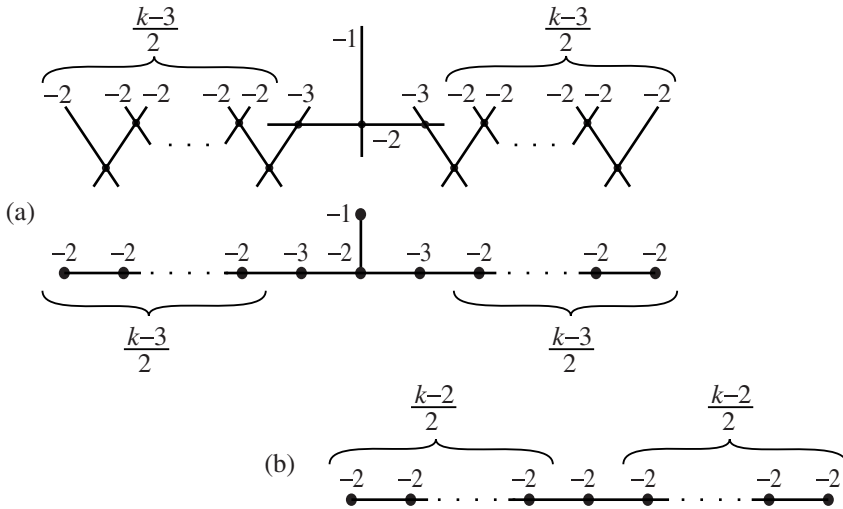 k–3
2
k–3
2
–1
–2 –2 –2 –2 –2 –3 –3 –2 –2 –2 –2 –2
–2
. . . . . . . .
(a)
–1
–2 –2 –2 –3 –2 –3 –2 –2 –2
. . . . . . . . . .
k–3
2
k–3
2
k–2
2
k–2
2
(b)
–2 –2 –2 –2 –2 –2 –2
. . . . . . . . . .